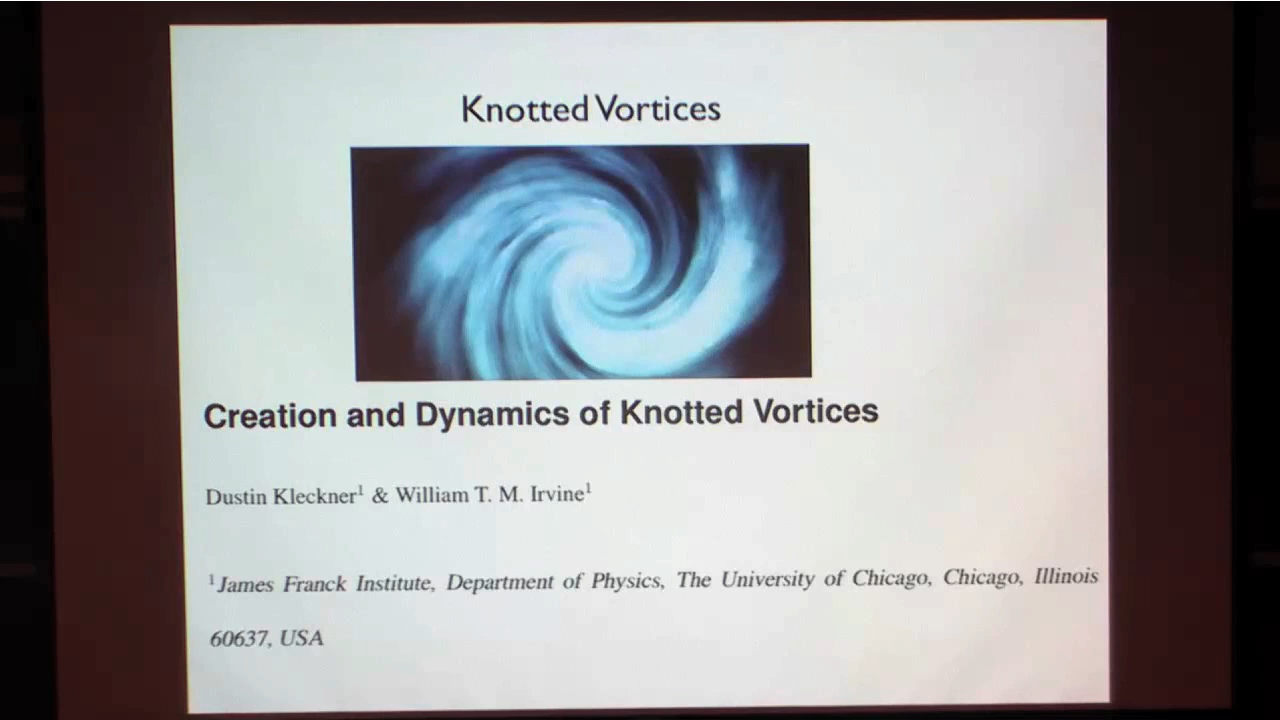 Knotted Vortices
Creation and Dynamics of Knotted Vortices
Dustin Kleckner¹ & William T. M. Irvine¹
¹James Franck Institute, Department of Physics, The University of Chicago, Chicago, Illinois
60637, USA